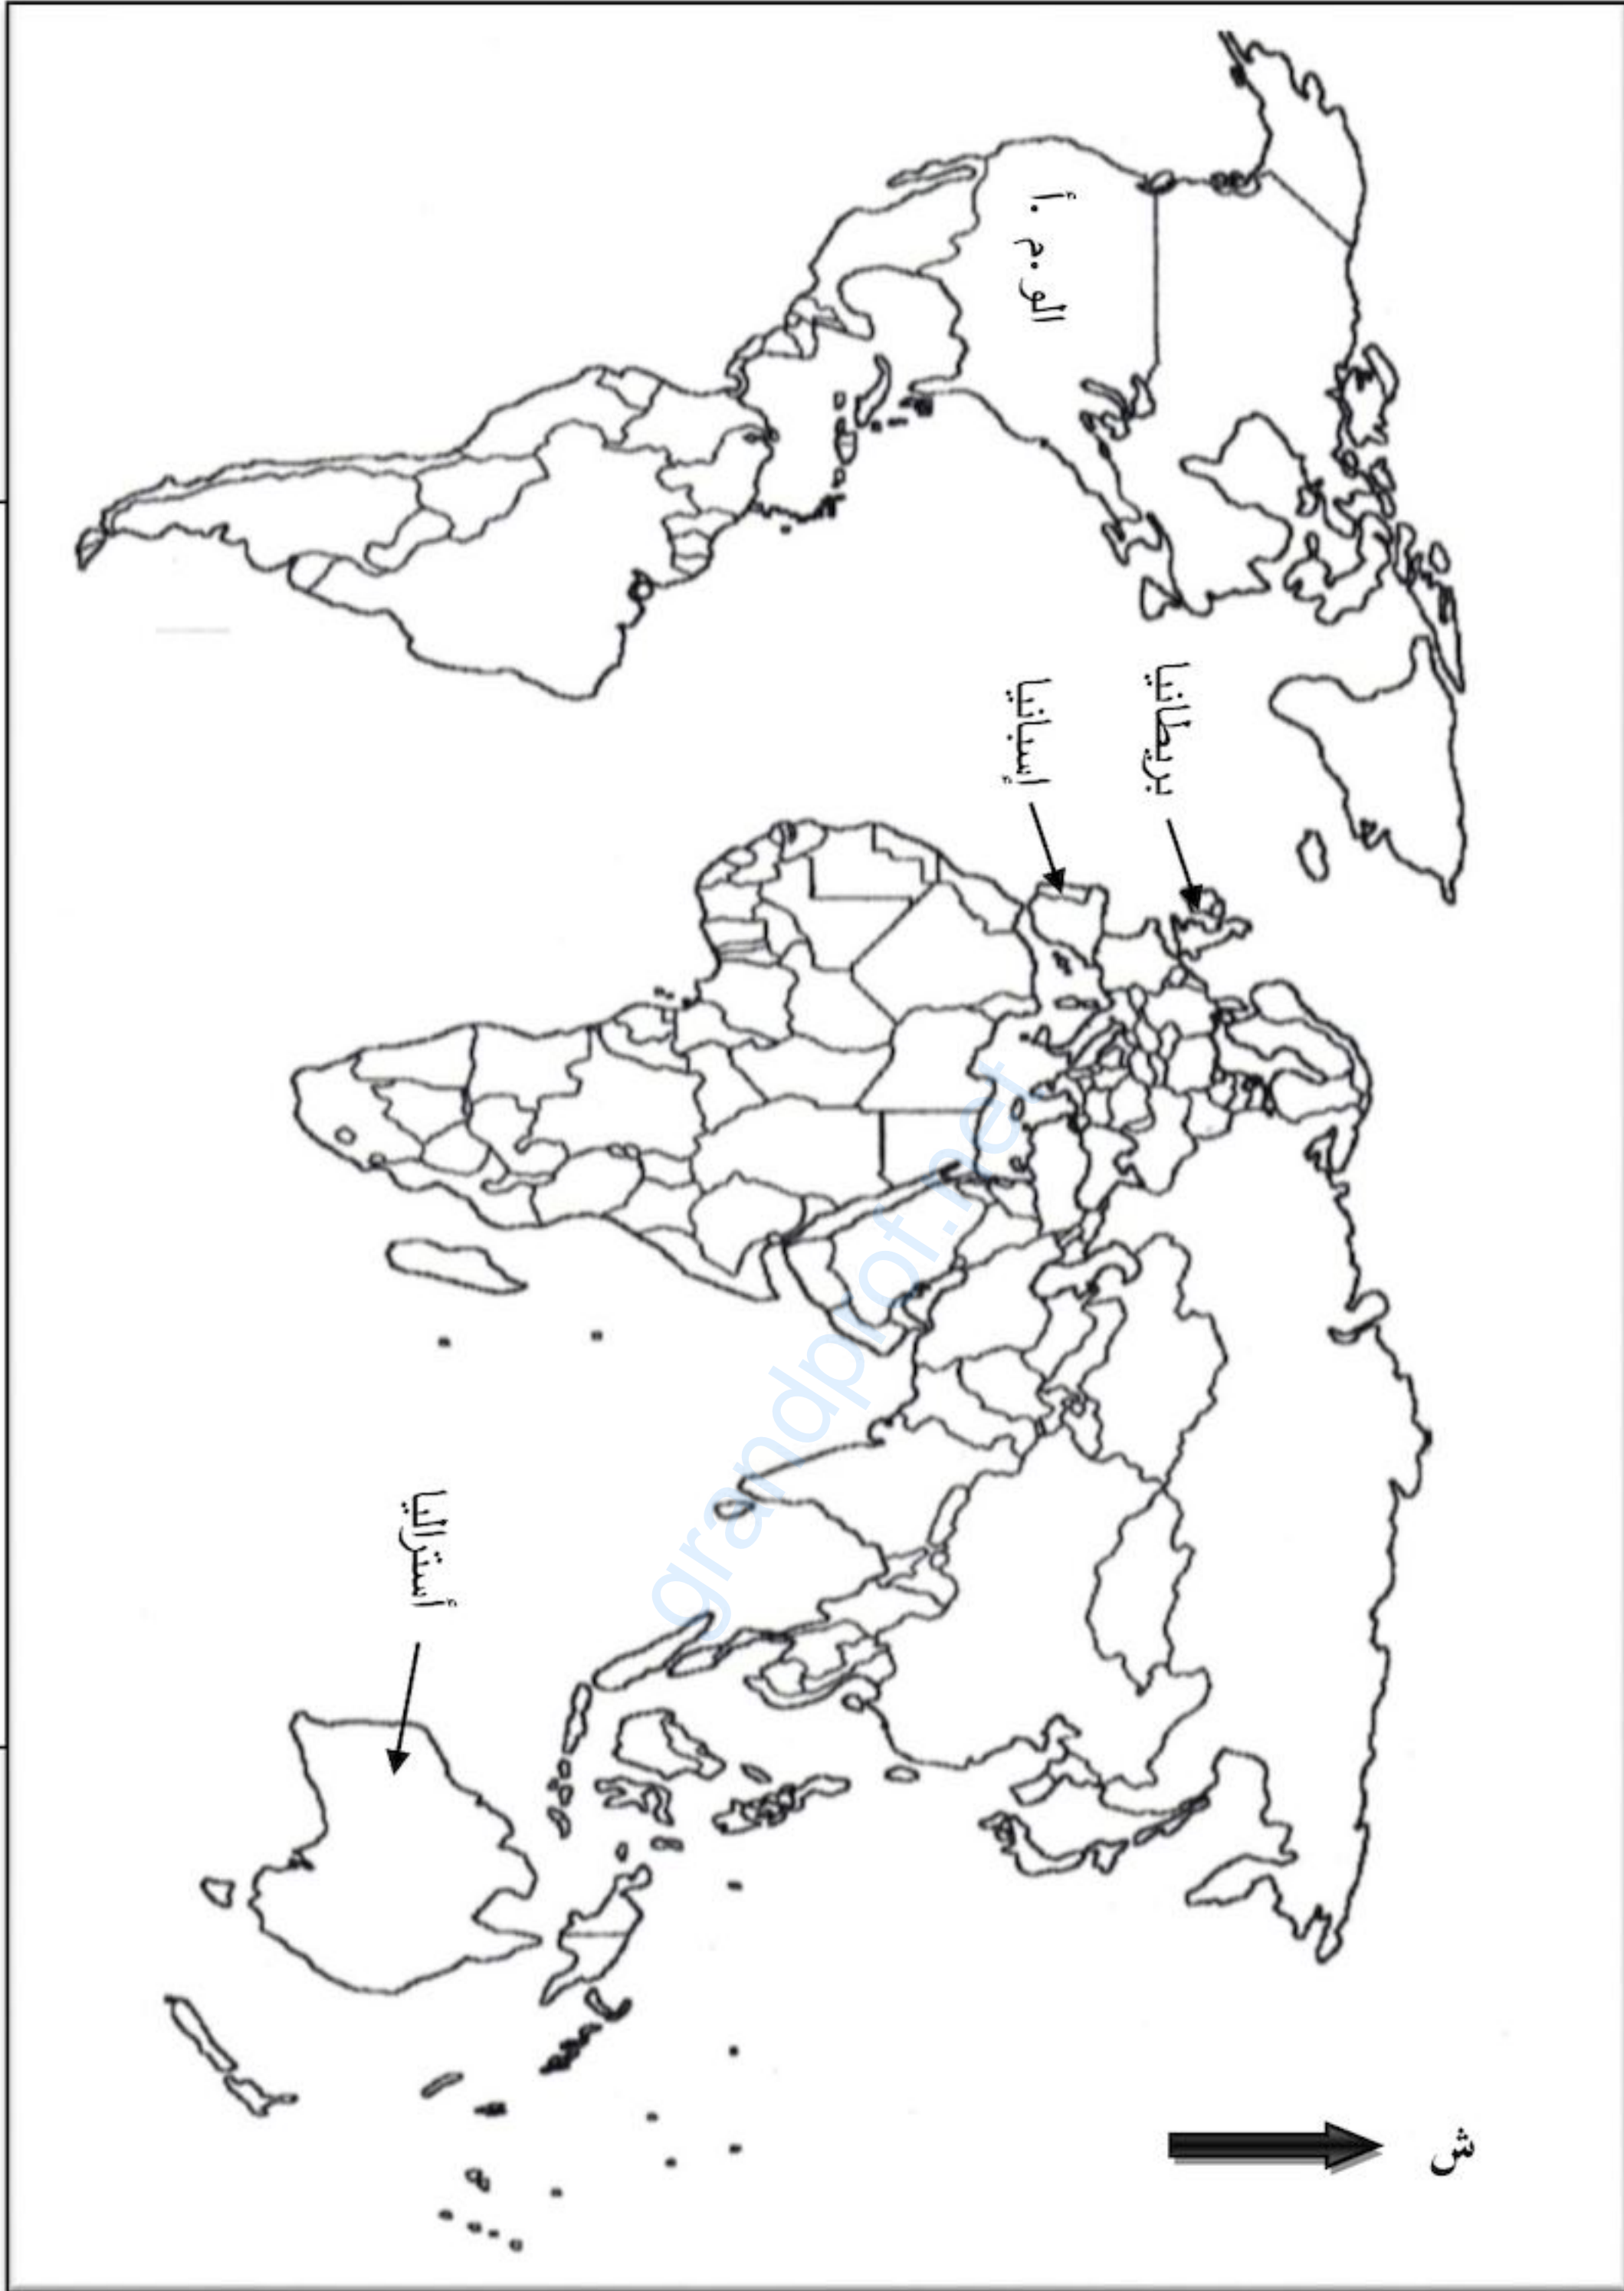 الو.م.أ
بريطانيا
إسبانيا
أستراليا
ش
grandprof.net